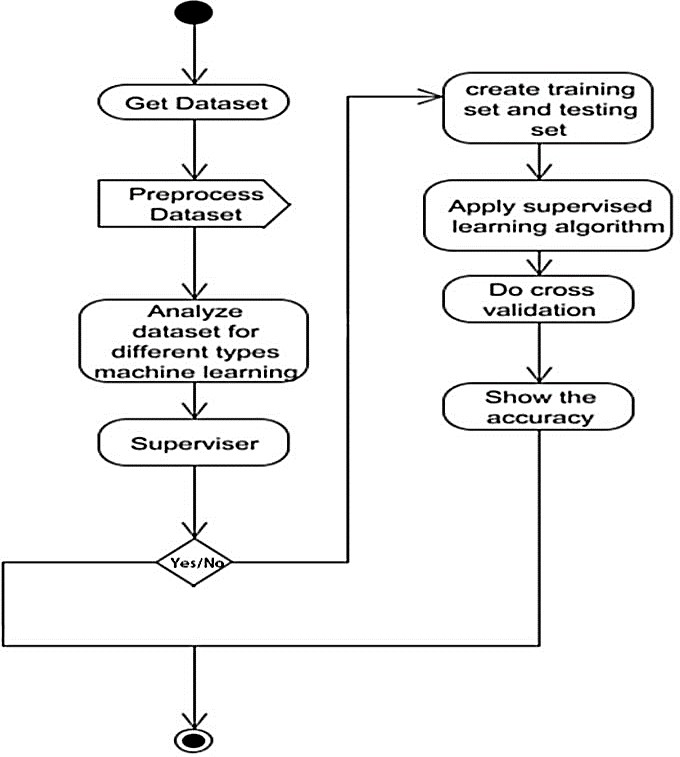 Get Dataset
Preprocess
Dataset
Analyze
dataset for
different types
machine learning
Superviser
Yes/No
create training
set and testing
set
Apply supervised
learning algorithm
Do cross
validation
Show the
accuracy